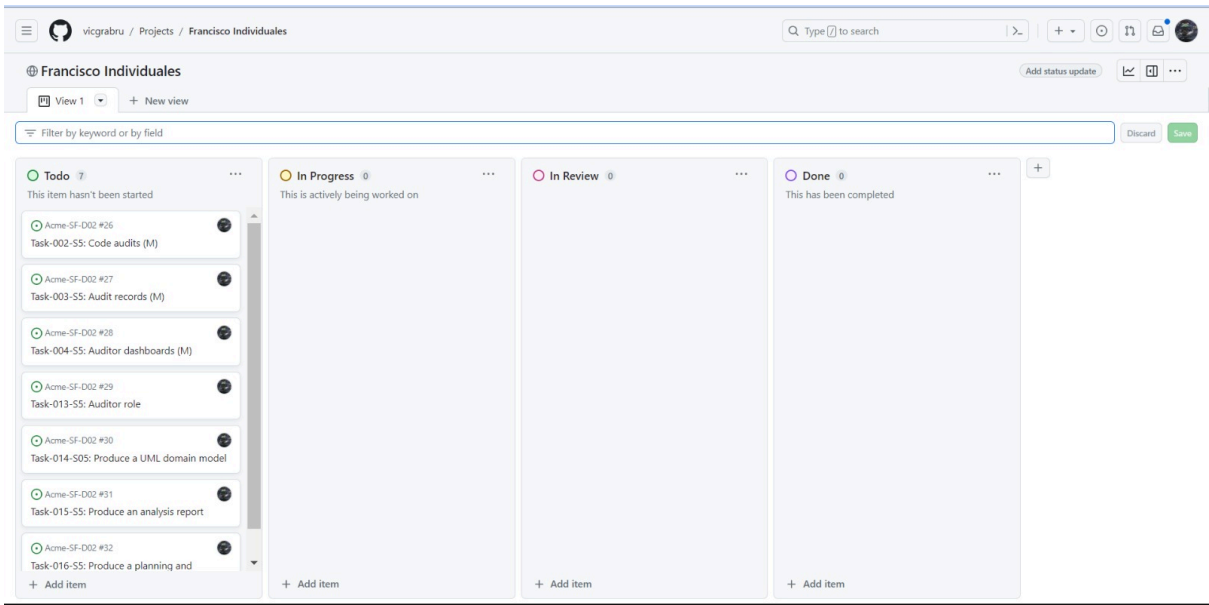 vicgrabru / Projects / Francisco Individuales
Type / to search
Francisco Individuales
Add status update
View 1
+ New view
Filter by keyword or by field
Discard
Save
Todo 7
This item hasn't been started
Acme-SF-D02 #26
Task-002-S5: Code audits (M)
Acme-SF-D02 #27
Task-003-S5: Audit records (M)
Acme-SF-D02 #28
Task-004-S5: Auditor dashboards (M)
Acme-SF-D02 #29
Task-013-S5: Auditor role
Acme-SF-D02 #30
Task-014-S05: Produce a UML domain model
Acme-SF-D02 #31
Task-015-S5: Produce an analysis report
Acme-SF-D02 #32
Task-016-S5: Produce a planning and
+ Add item
In Progress 0
This is actively being worked on
+ Add item
In Review 0
+ Add item
Done 0
This has been completed
+ Add item